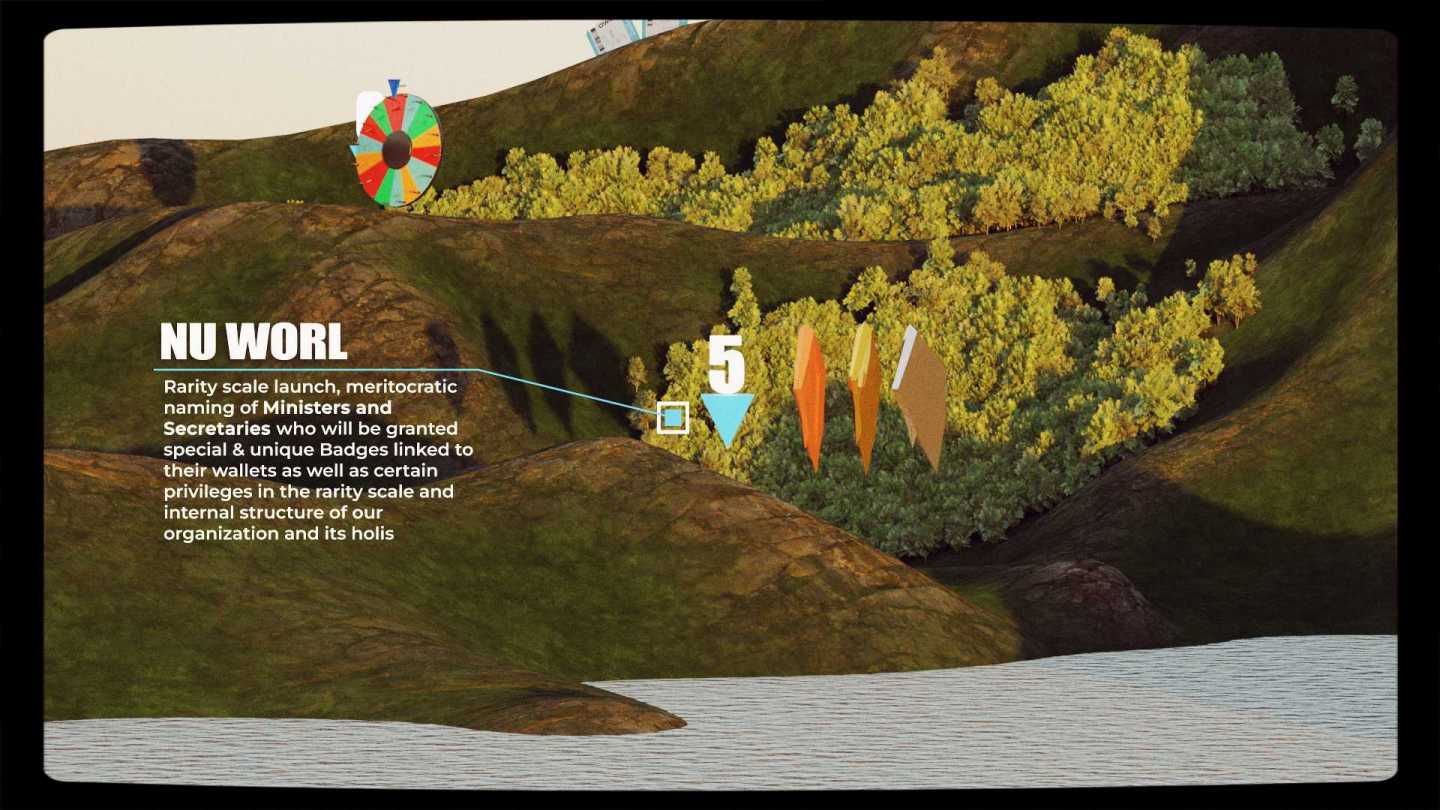 NU WORL
5
Rarity scale launch, meritocratic
naming of Ministers and
Secretaries who will be granted
special & unique Badges linked to
their wallets as well as certain
privileges in the rarity scale and
internal structure of our
organization and its holis